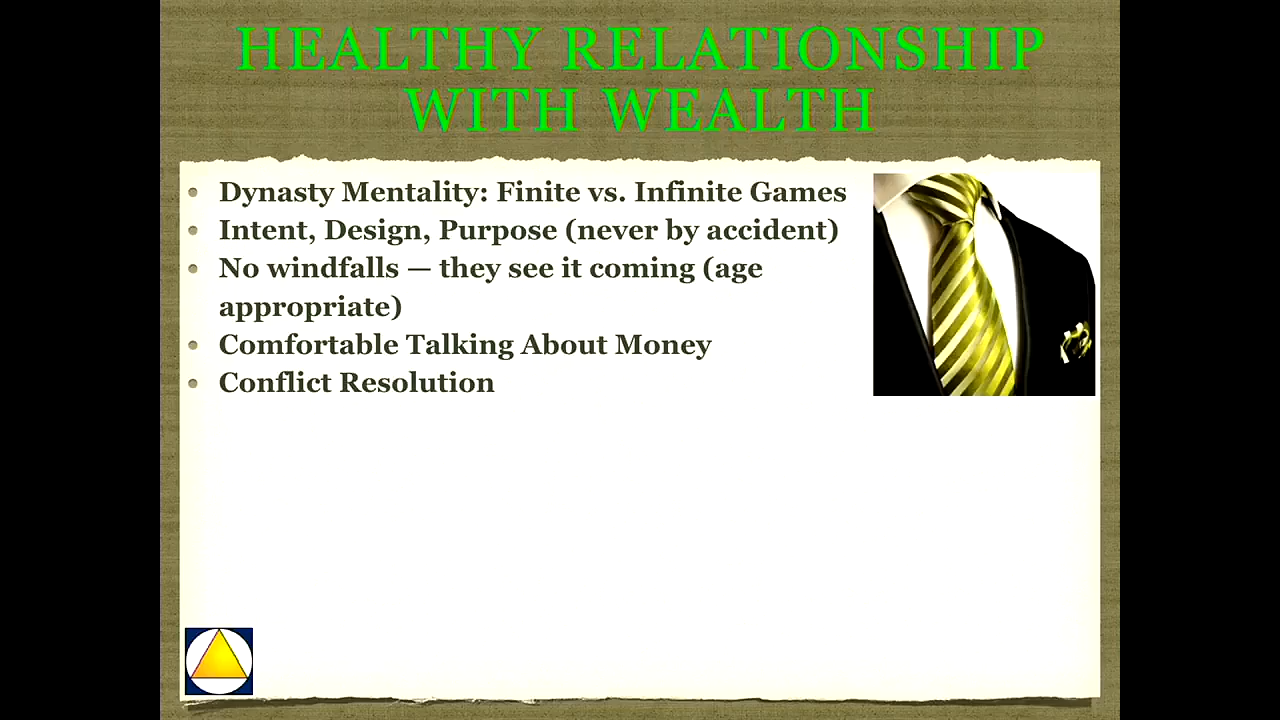 HEALTHY RELATIONSHIP
WITH WEALTH
• Dynasty Mentality: Finite vs. Infinite Games
• Intent, Design, Purpose (never by accident)
• No windfalls — they see it coming (age
appropriate)
• Comfortable Talking About Money
• Conflict Resolution